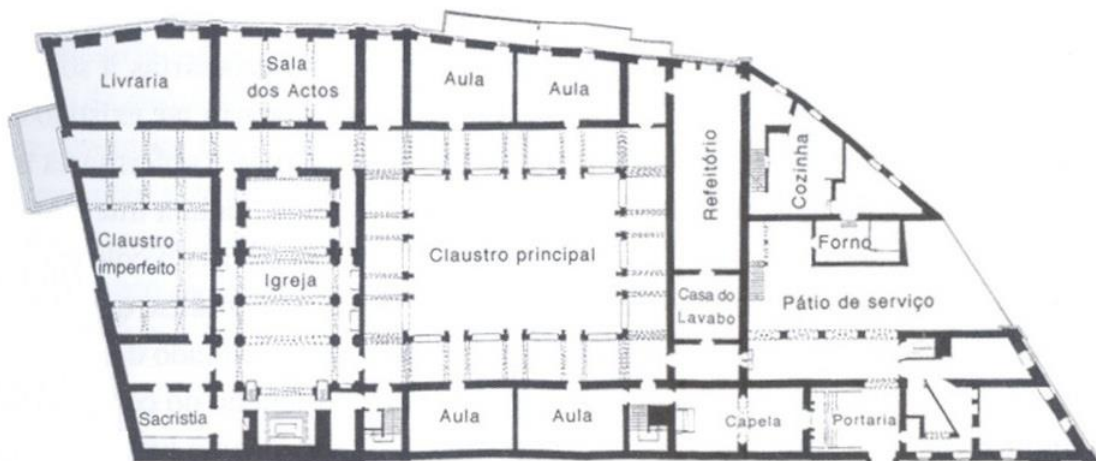 Livraria
Sala
dos Actos
Aula
Aula
Refeitório
Cozinha
Forno
Claustro
imperfeito
Igreja
Claustro principal
Casa do
Lavabo
Pátio de serviço
Sacristia
Aula
Aula
Capela
Portaria